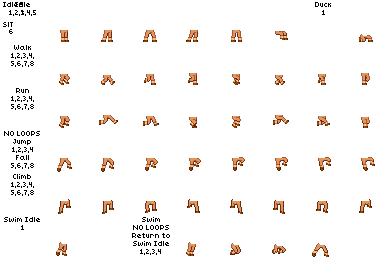 Duck
1,2,3,4,5
1
SIT
6
Walk
1,2,3,4,
5,6,7,8
Run
1,2,3,4,
5,6,7,8
NO LOOPS
Jump
1,2,3,4
Fall
5,6,7,8
Climb
1,2,3,4,
5,6,7,8
Swim Idle
1
Swim
NO LOOPS
Return to
Swim Idle
1,2,3,4